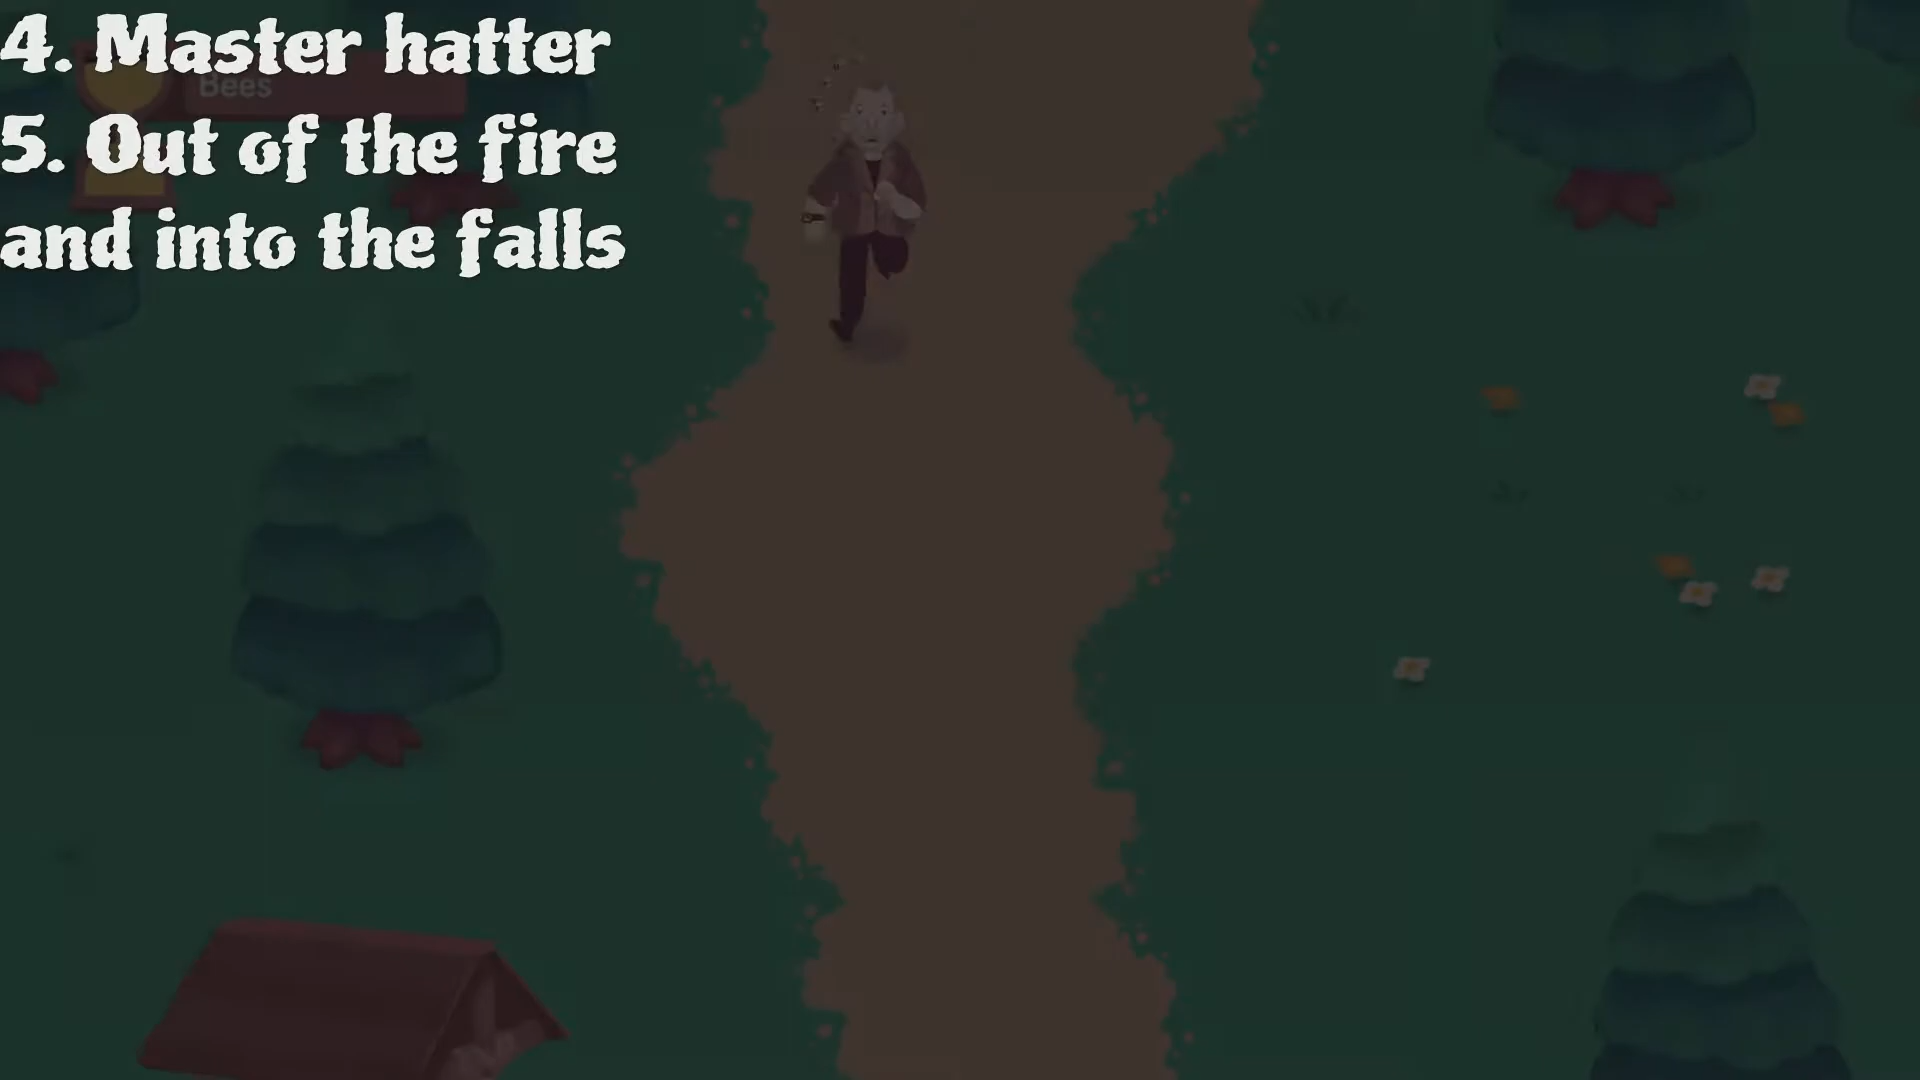 4. Master hatter
Bees
5. Out of the fire
and into the falls